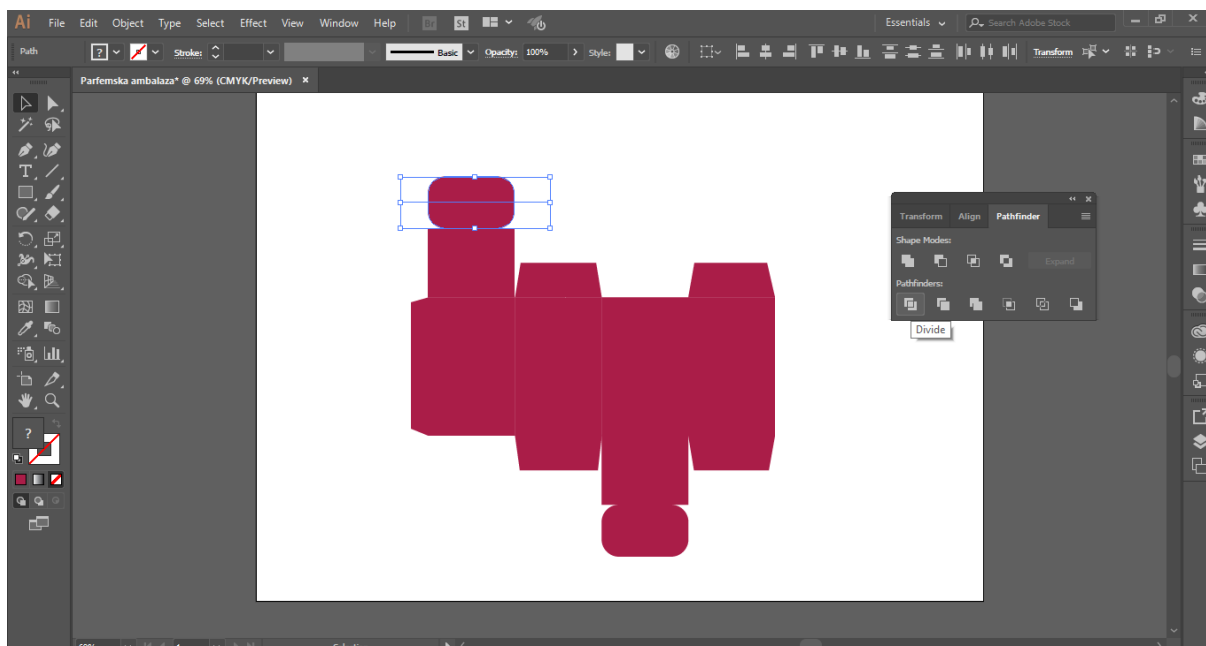 Ai File Edit Object Type Select Effect View Window Help Br St Essentials Search Adobe Stock
Path ? Stroke: Basic Opacity: 100% Style: Transform
Parfemska ambalaza* @ 69% (CMYK/Preview) ×
Transform Align Pathfinder
Shape Modes:
Expand
Pathfinders:
Divide
?